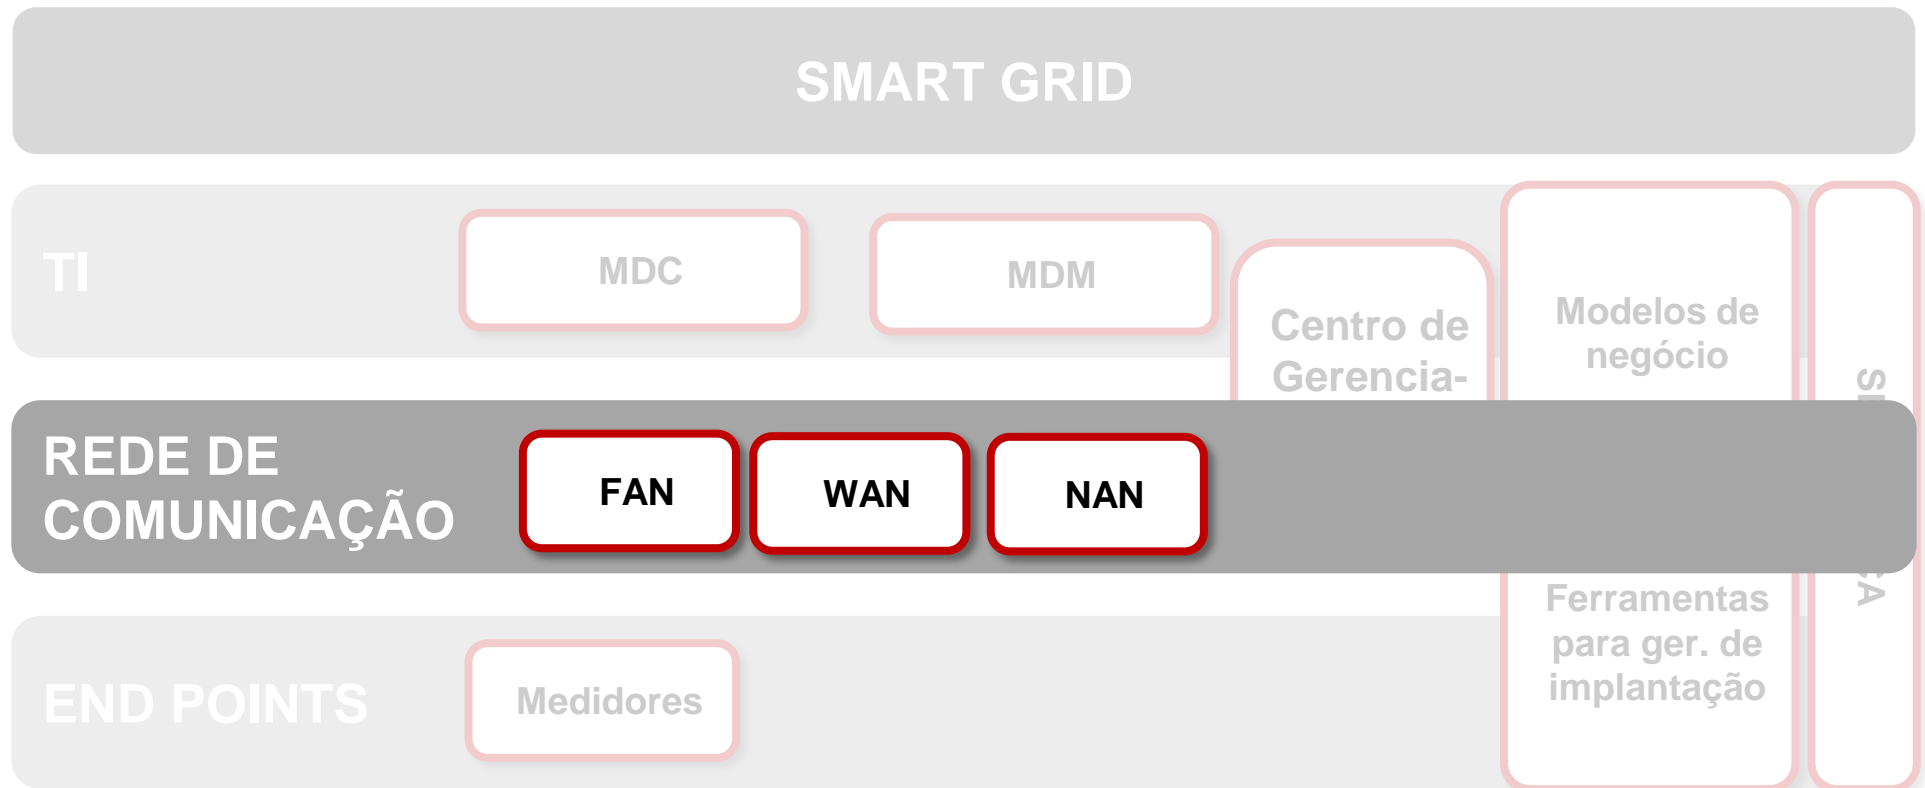 SMART GRID
TI
MDC
MDM
Centro de
Gerencia-
Modelos de
negócio
REDE DE
COMUNICAÇÃO
FAN
WAN
NAN
Ferramentas
para ger. de
implantação
END POINTS
Medidores